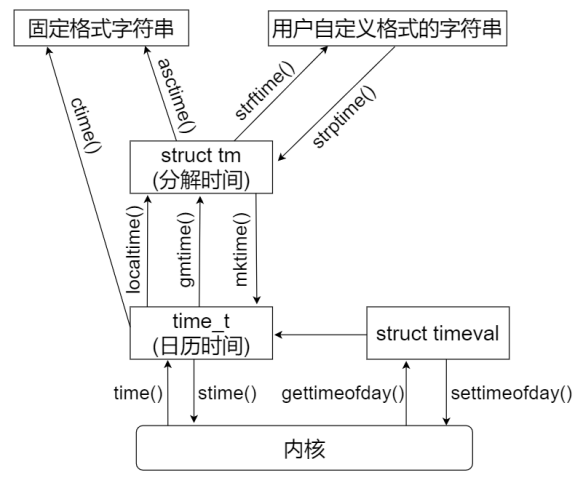 固定格式字符串
用户自定义格式的字符串
ctime()
asctime()
strftime()
strptime()
struct tm
(分解时间)
localtime()
gmtime()
mktime()
time_t
(日历时间)
struct timeval
time()
stime()
gettimeofday()
settimeofday()
内核